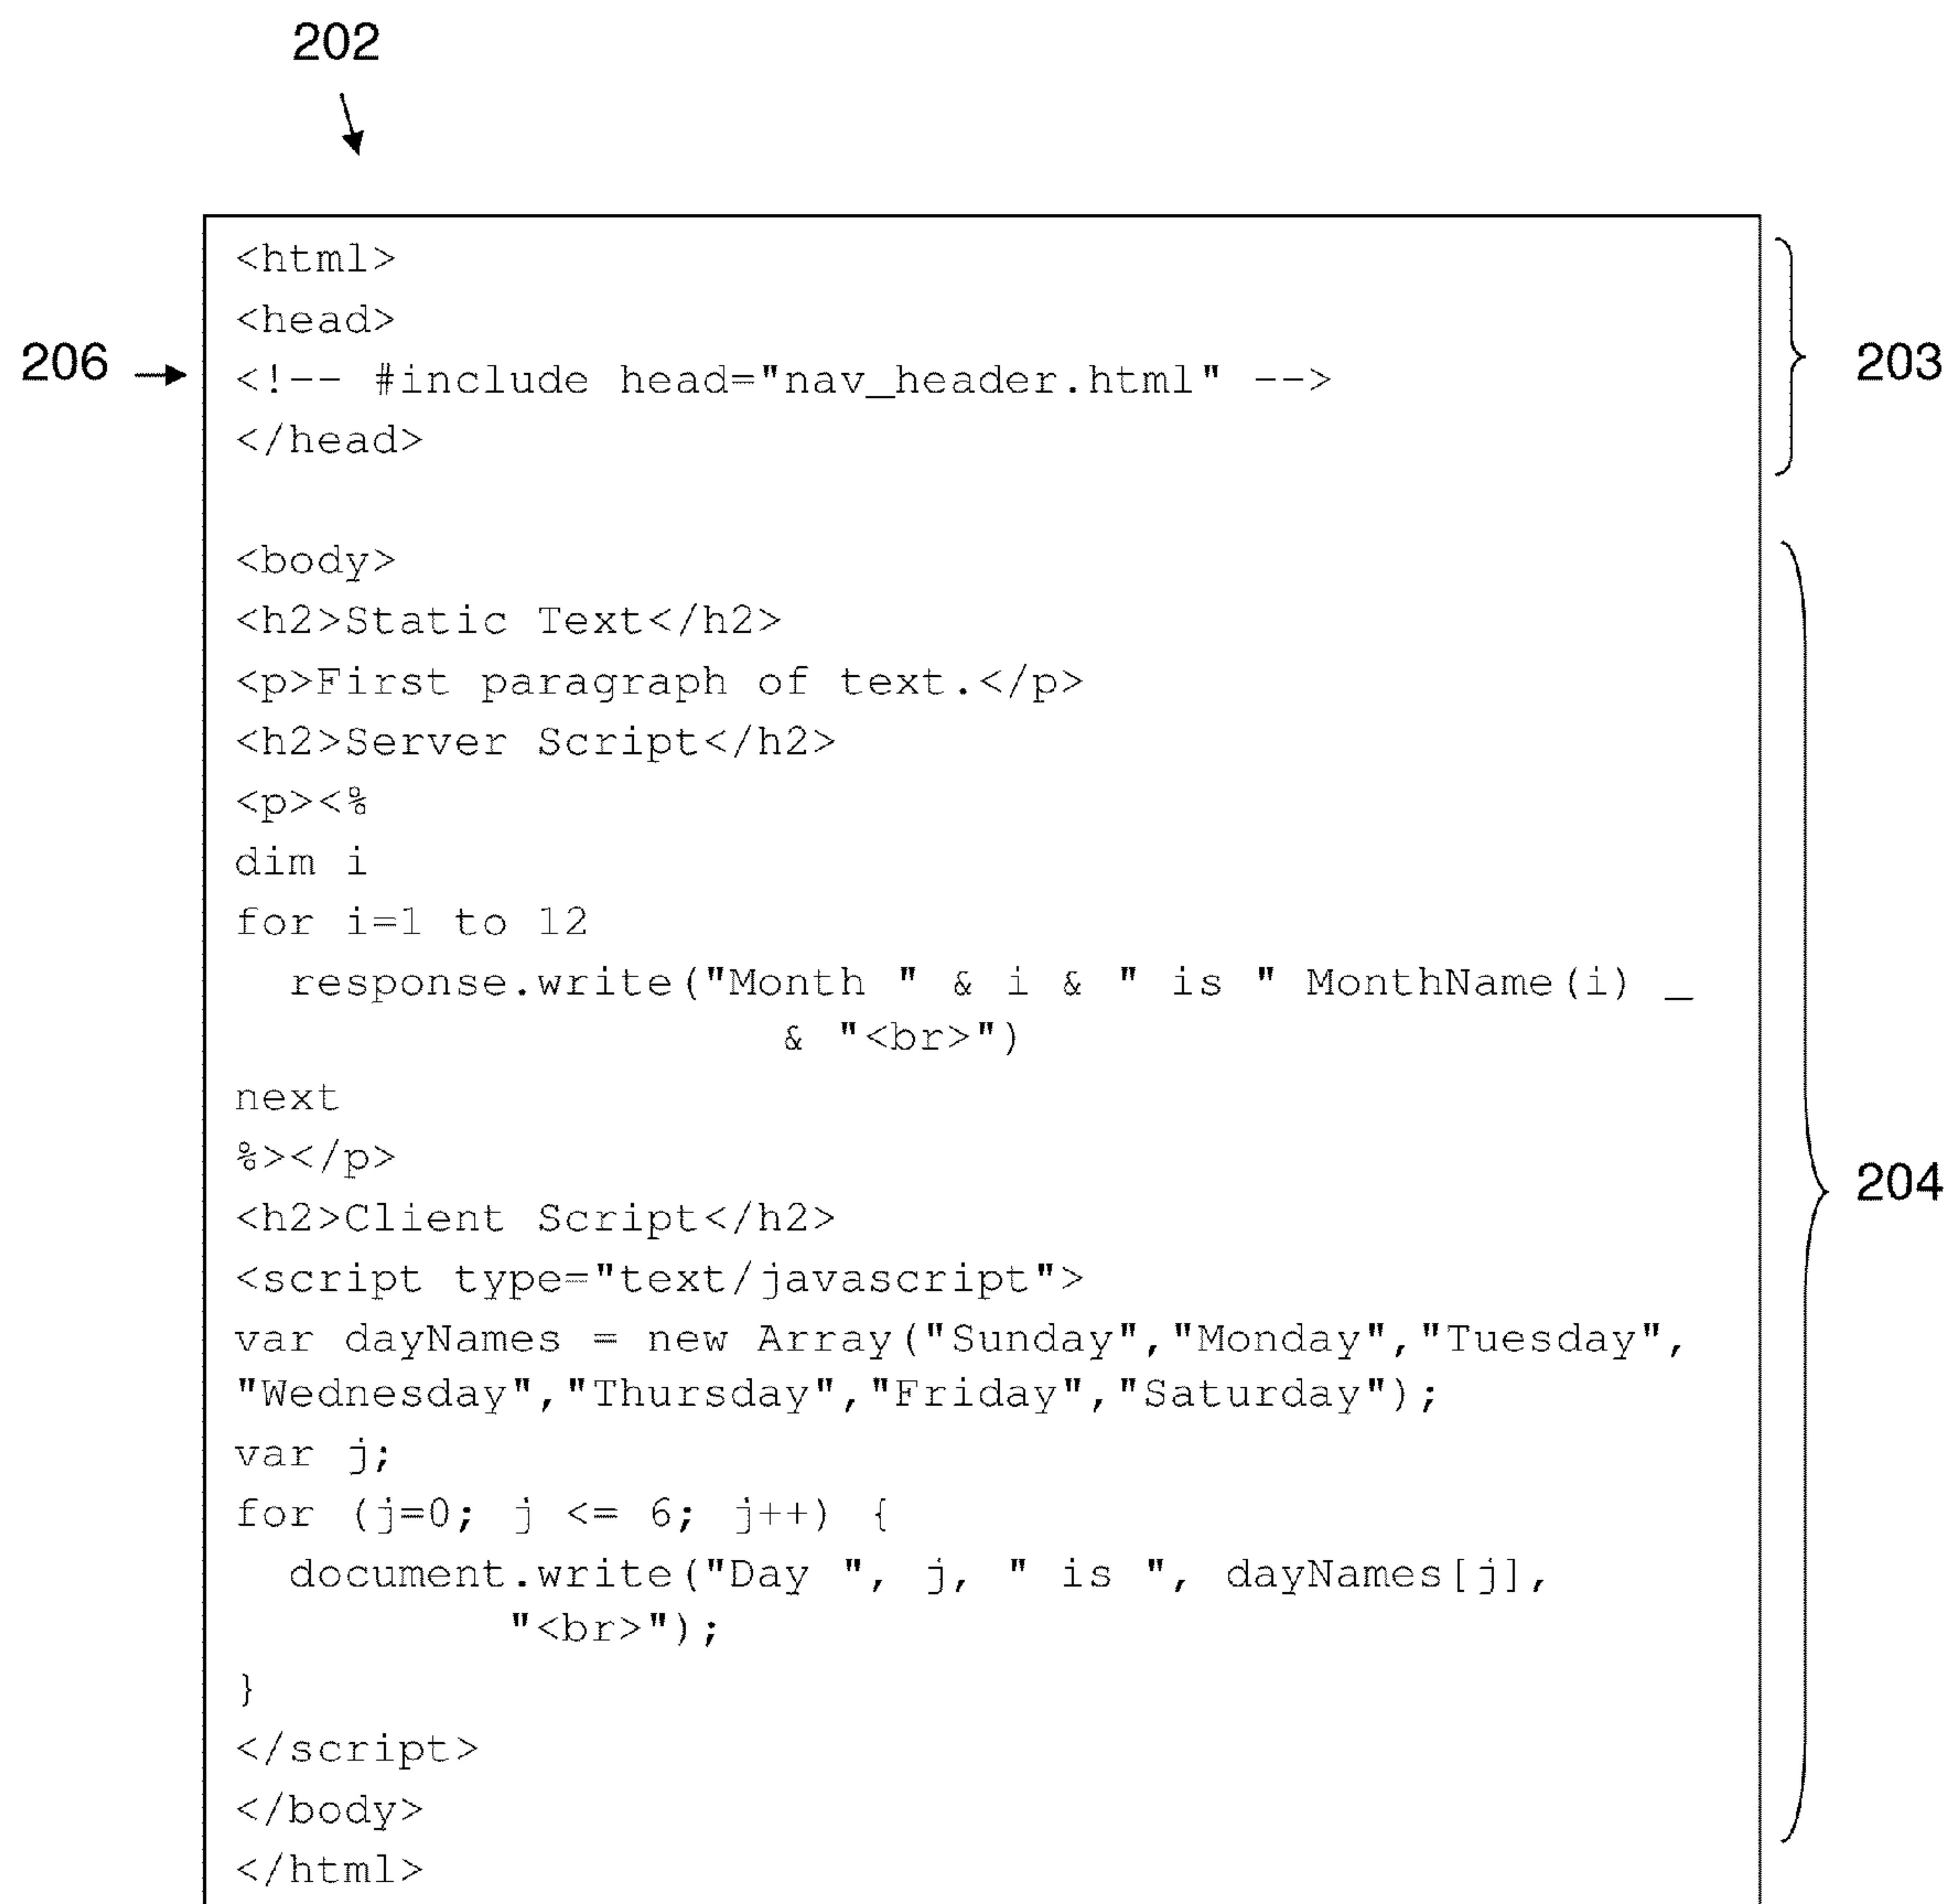 202
<html>
<head>
206
<!-- #include head="nav_header.html" -->
203
</head>
<body>
<h2>Static Text</h2>
<p>First paragraph of text.</p>
<h2>Server Script</h2>
<p><%
dim i
for i=1 to 12
  response.write("Month " & i & " is " MonthName(i) _
                    & "<br>")
next
%></p>
204
<h2>Client Script</h2>
<script type="text/javascript">
var dayNames = new Array("Sunday","Monday","Tuesday",
"Wednesday","Thursday","Friday","Saturday");
var j;
for (j=0; j <= 6; j++) {
  document.write("Day ", j, " is ", dayNames[j],
          "<br>");
}
</script>
</body>
</html>